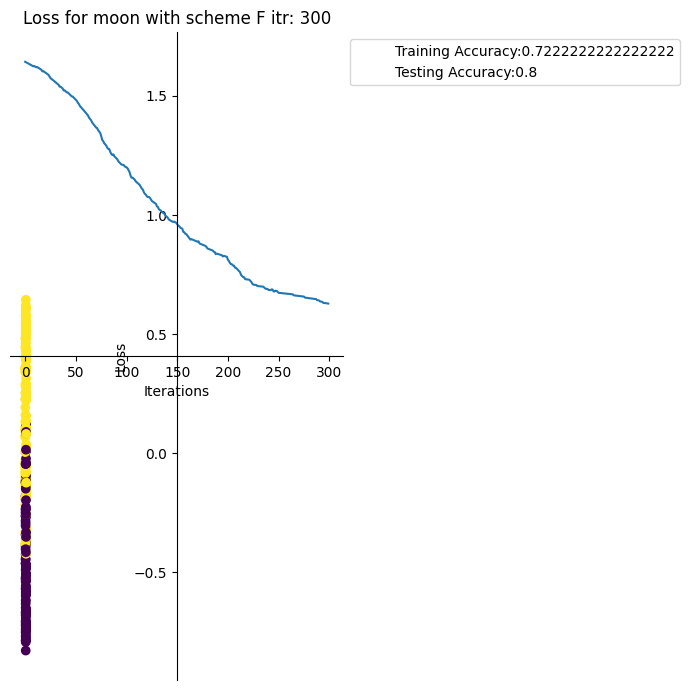 Loss for moon with scheme F itr: 300
Training Accuracy:0.7222222222222222
Testing Accuracy:0.8
1.5
1.0
0.5
Loss
0 50 100 150 200 250 300
Iterations
0.0
−0.5